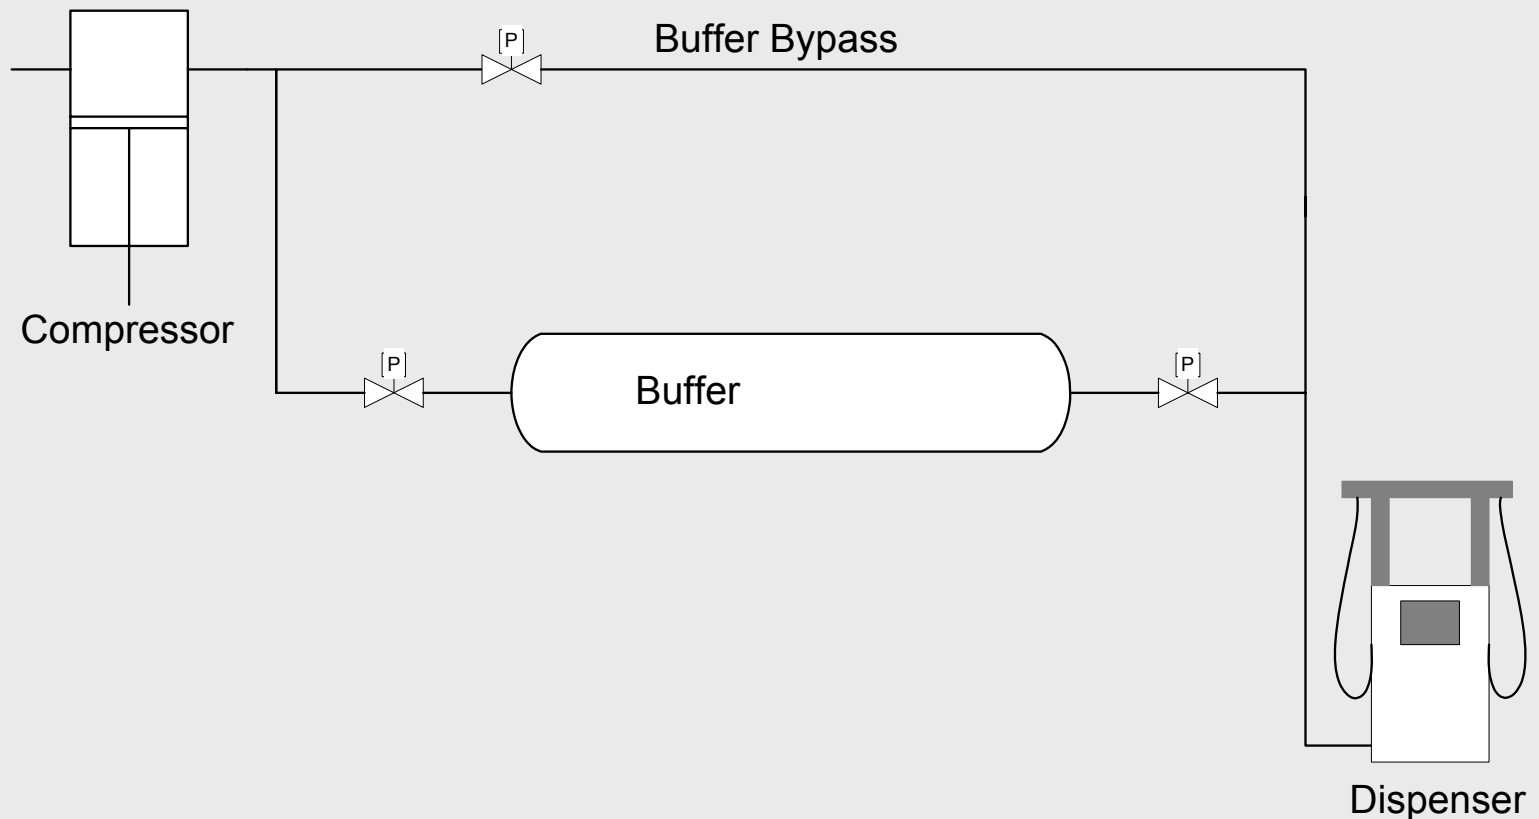 [P]
Buffer Bypass
Compressor
[P]
Buffer
[P]
Dispenser